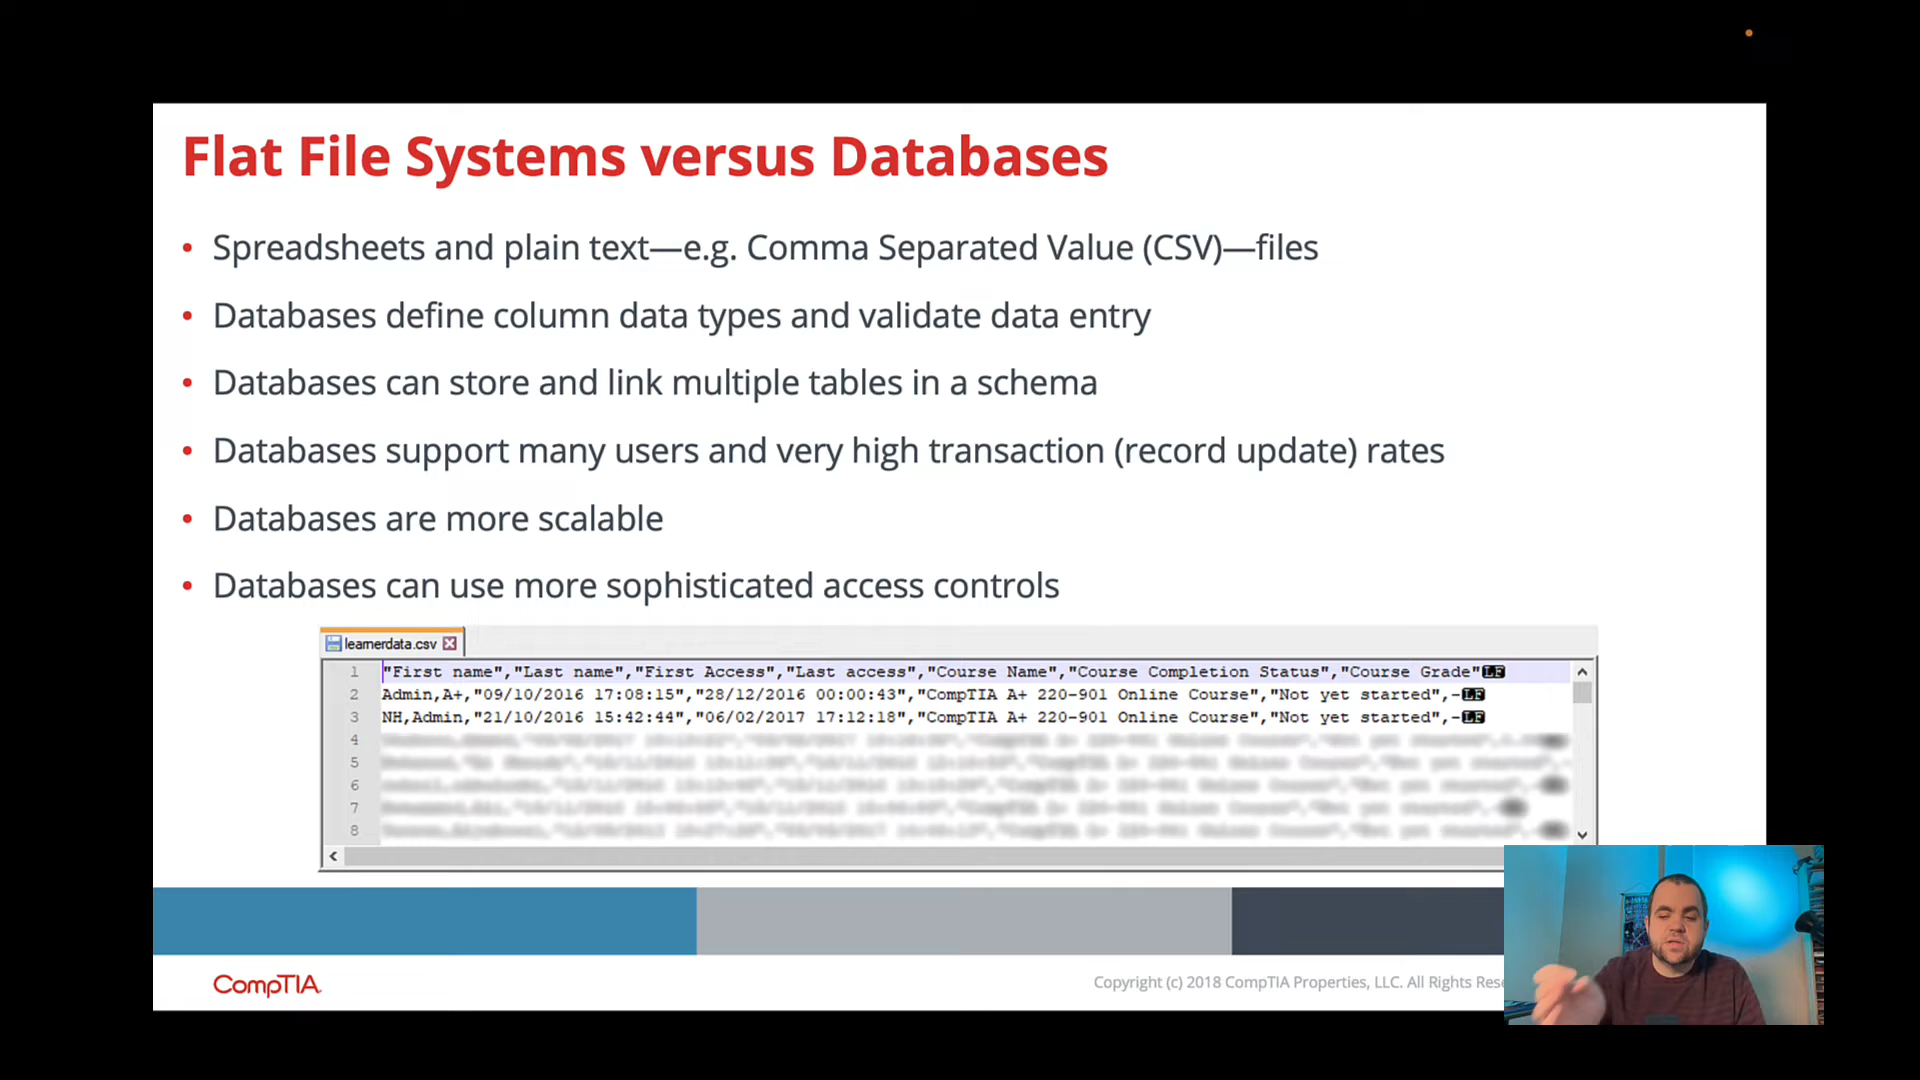 Flat File Systems versus Databases
• Spreadsheets and plain text—e.g. Comma Separated Value (CSV)—files
• Databases define column data types and validate data entry
• Databases can store and link multiple tables in a schema
• Databases support many users and very high transaction (record update) rates
• Databases are more scalable
• Databases can use more sophisticated access controls
learnerdata.csv
1 "First name","Last name","First Access","Last access","Course Name","Course Completion Status","Course Grade"LF
2 Admin,A+,"09/10/2016 17:08:15","28/12/2016 00:00:43","CompTIA A+ 220-901 Online Course","Not yet started",-LF
3 NH,Admin,"21/10/2016 15:42:44","06/02/2017 17:12:18","CompTIA A+ 220-901 Online Course","Not yet started",-LF
4
5
6
7
8
CompTIA.
Copyright (c) 2018 CompTIA Properties, LLC. All Rights